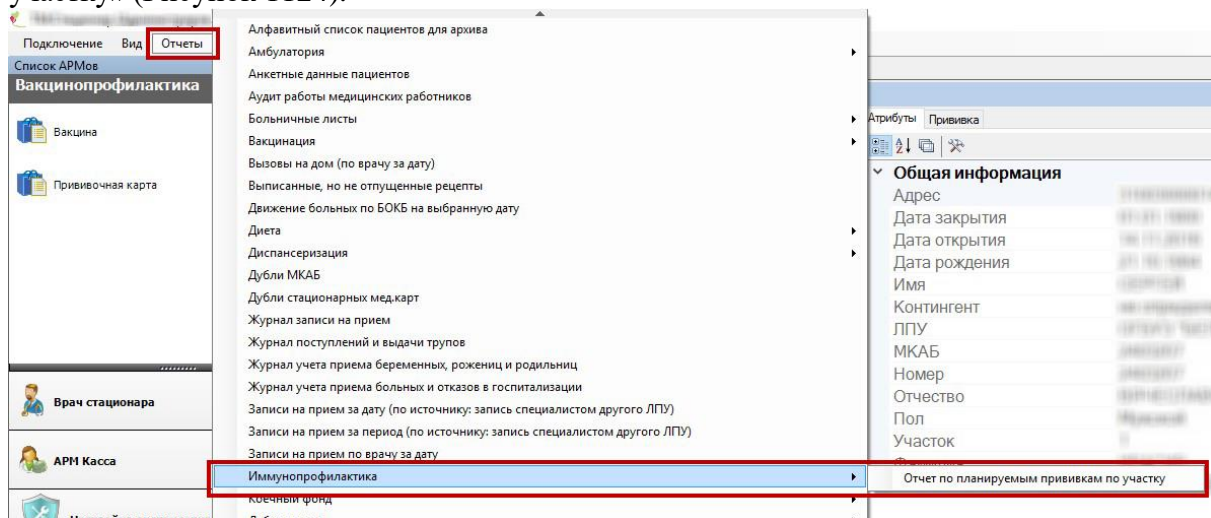 Подключение Вид Отчеты
Список АРМов
Вакцинопрофилактика
Вакцина
Прививочная карта
Врач стационара
АРМ Касса
Алфавитный список пациентов для архива
Амбулатория
Анкетные данные пациентов
Аудит работы медицинских работников
Больничные листы
Вакцинация
Вызовы на дом (по врачу за дату)
Выписанные, но не отпущенные рецепты
Движение больных по БОКБ на выбранную дату
Диета
Диспансеризация
Дубли МКАБ
Дубли стационарных мед.карт
Журнал записи на прием
Журнал поступлений и выдачи трупов
Журнал учета приема беременных, рожениц и родильниц
Журнал учета приема больных и отказов в госпитализации
Записи на прием за дату (по источнику: запись специалистом другого ЛПУ)
Записи на прием за период (по источнику: запись специалистом другого ЛПУ)
Записи на прием по врачу за дату
Иммунопрофилактика
Коечный фонд
Атрибуты Прививка
Общая информация
Адрес
Дата закрытия
Дата открытия
Дата рождения
Имя
Контингент
ЛПУ
МКАБ
Номер
Отчество
Пол
Участок
Отчет по планируемым прививкам по участку